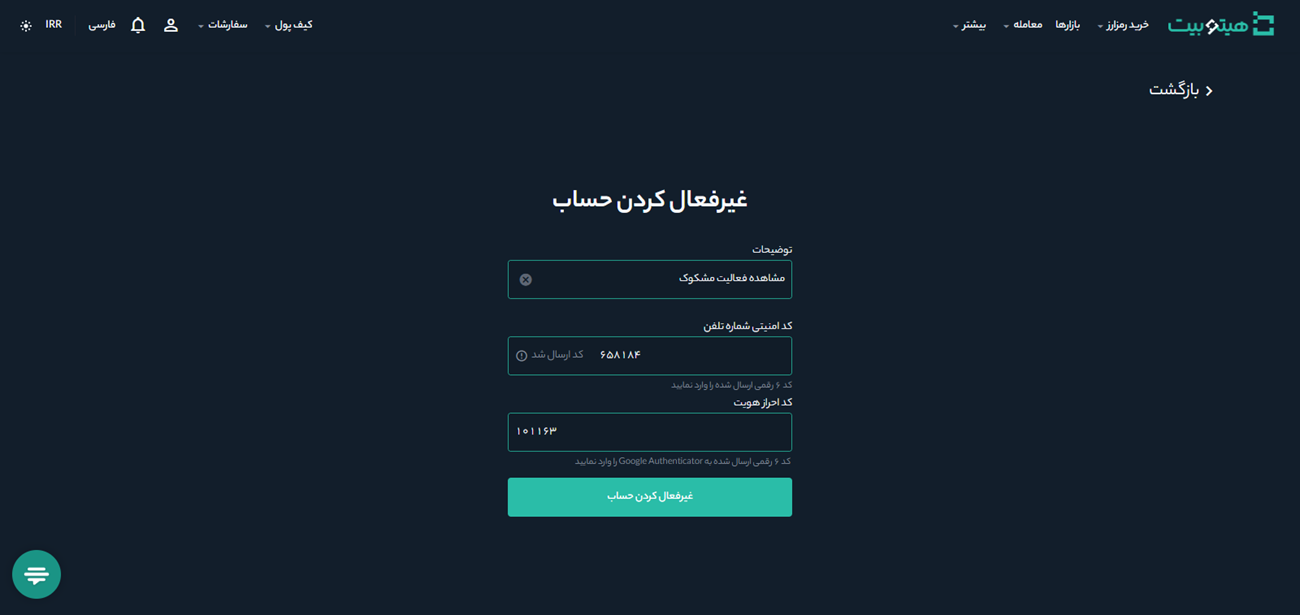 هیتوبیت
خرید رمزارز
بازارها
معامله
بیشتر
کیف پول
سفارشات
فارسی
IRR
بازگشت
غیرفعال کردن حساب
توضیحات
مشاهده فعالیت مشکوک
کد امنیتی شماره تلفن
۶۵۸۱۸۴ کد ارسال شد
کد ۶ رقمی ارسال شده را وارد نمایید
کد احراز هویت
۱۰۱۱۶۳
کد ۶ رقمی ارسال شده به Google Authenticator را وارد نمایید
غیرفعال کردن حساب